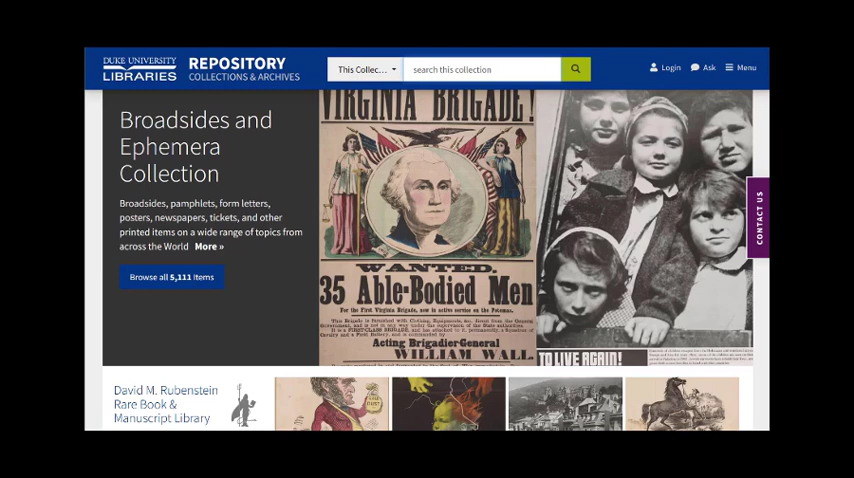 DUKE UNIVERSITY
LIBRARIES
REPOSITORY
COLLECTIONS & ARCHIVES
This Collec...
search this collection
Login
Ask
Menu
Broadsides and
Ephemera
Collection
Broadsides, pamphlets, form letters,
posters, newspapers, tickets, and other
printed items on a wide range of topics from
across the World More »
Browse all 5,111 Items
VIRGINIA BRIGADE!
WANTED,
35 Able-Bodied Men
For the First Virginia Brigade, now in active service on the Potomac.
Acting Brigadier General
WILLIAM WALL.
TO LIVE AGAIN!
CONTACT US
David M. Rubenstein
Rare Book &
Manuscript Library